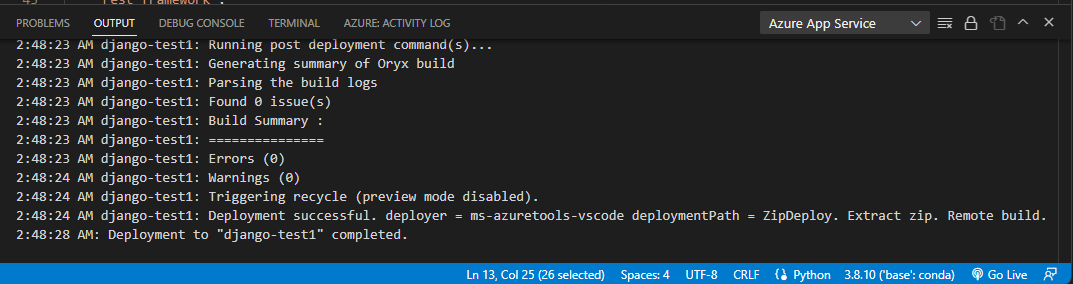 45 Test framework".
PROBLEMS OUTPUT DEBUG CONSOLE TERMINAL AZURE: ACTIVITY LOG Azure App Service
2:48:23 AM django-test1: Running post deployment command(s)...
2:48:23 AM django-test1: Generating summary of Oryx build
2:48:23 AM django-test1: Parsing the build logs
2:48:23 AM django-test1: Found 0 issue(s)
2:48:23 AM django-test1: Build Summary :
2:48:23 AM django-test1: ===============
2:48:23 AM django-test1: Errors (0)
2:48:24 AM django-test1: Warnings (0)
2:48:24 AM django-test1: Triggering recycle (preview mode disabled).
2:48:24 AM django-test1: Deployment successful. deployer = ms-azuretools-vscode deploymentPath = ZipDeploy. Extract zip. Remote build.
2:48:28 AM: Deployment to "django-test1" completed.
Ln 13, Col 25 (26 selected) Spaces: 4 UTF-8 CRLF Python 3.8.10 ('base': conda) Go Live